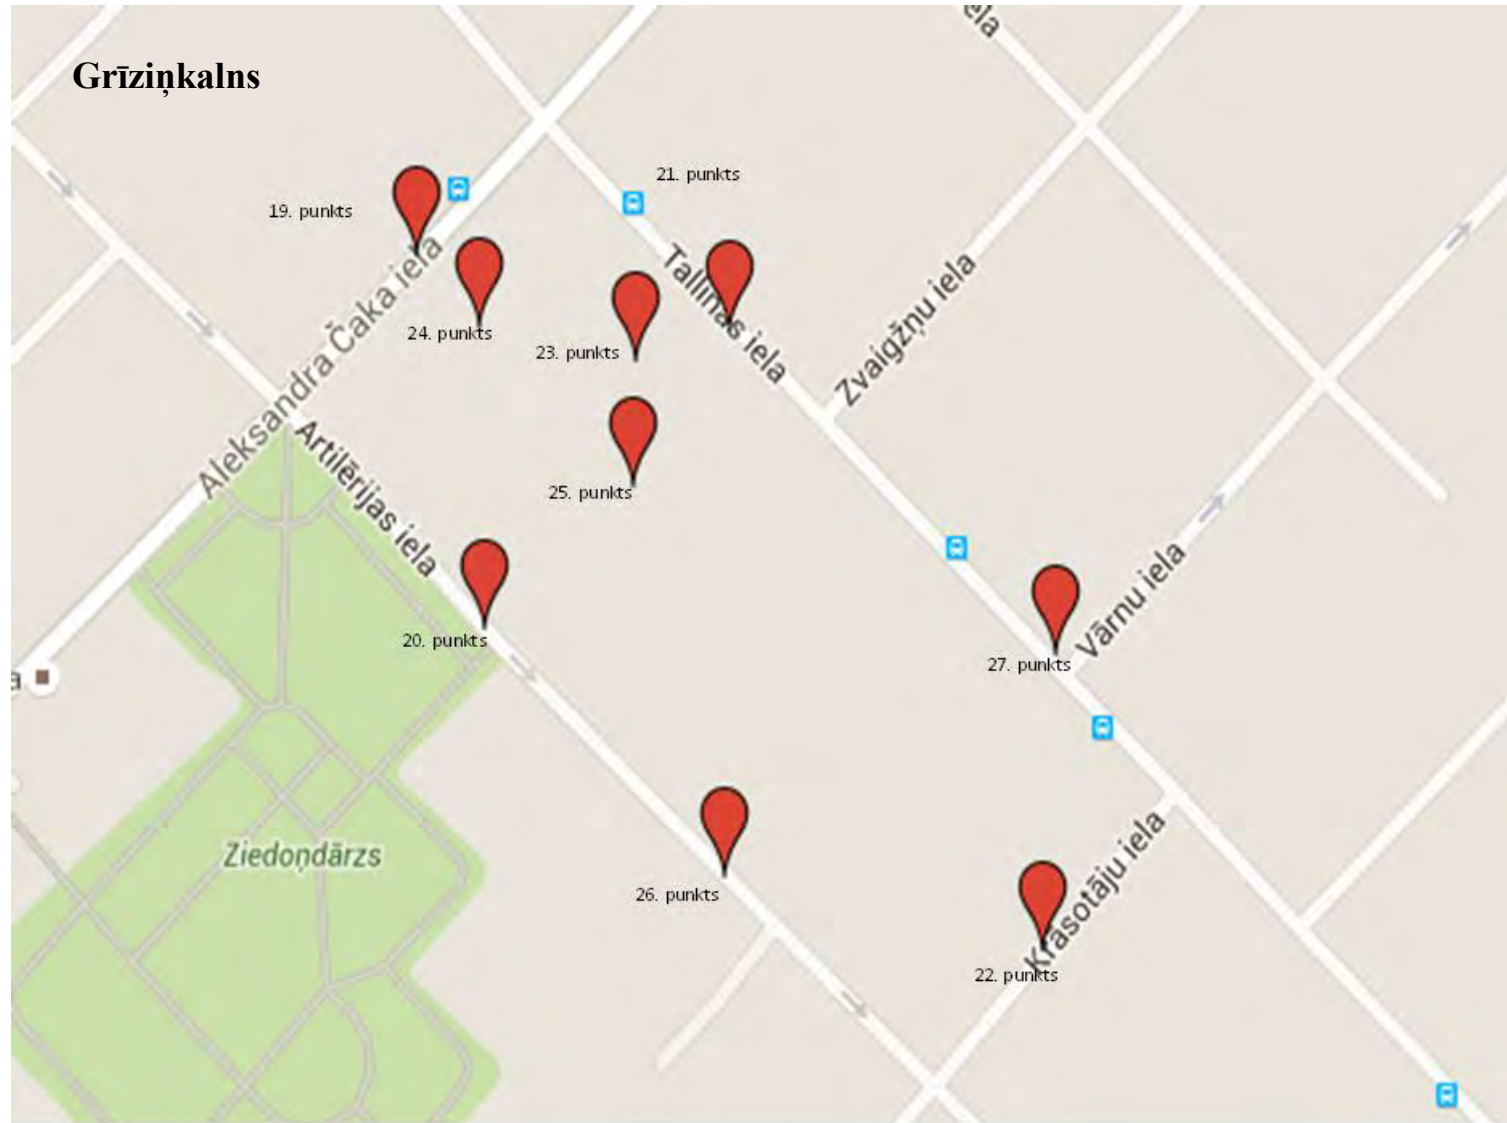 Grīziņkalns
ela
21. punkts
19. punkts
Aleksandra Čaka iela
Tallinas iela
Zvaigžņu iela
24. punkts
23. punkts
25. punkts
Artilērijas iela
20. punkts
Vārnu iela
27. punkts
a
Ziedoņdārzs
26. punkts
Krāsotāju iela
22. punkts